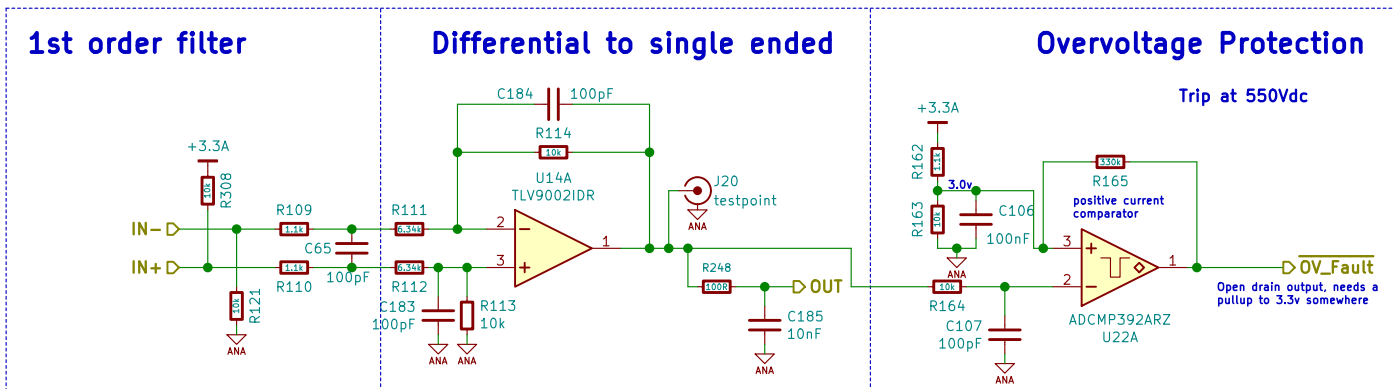 1st order filter
Differential to single ended
Overvoltage Protection
Trip at 550Vdc
C184
100pF
+3.3A
R114
10k
+3.3A
R162
1.1k
330k
R165
R308
10k
U14A
TLV9002IDR
J20
testpoint
ANA
3.0v
positive current
comparator
R109
1.1k
R111
6.34k
2
-
1
R163
10k
C106
100nF
IN-
IN+
C65
100pF
3
+
ANA
3
+
1
OV_Fault
1.1k
R110
6.34k
R112
R248
100R
OUT
10k
R164
2
-
Open drain output, needs a
pullup to 3.3v somewhere
R121
10k
C183
100pF
R113
10k
C185
10nF
C107
100pF
ADCMP392ARZ
U22A
ANA
ANA
ANA
ANA
ANA